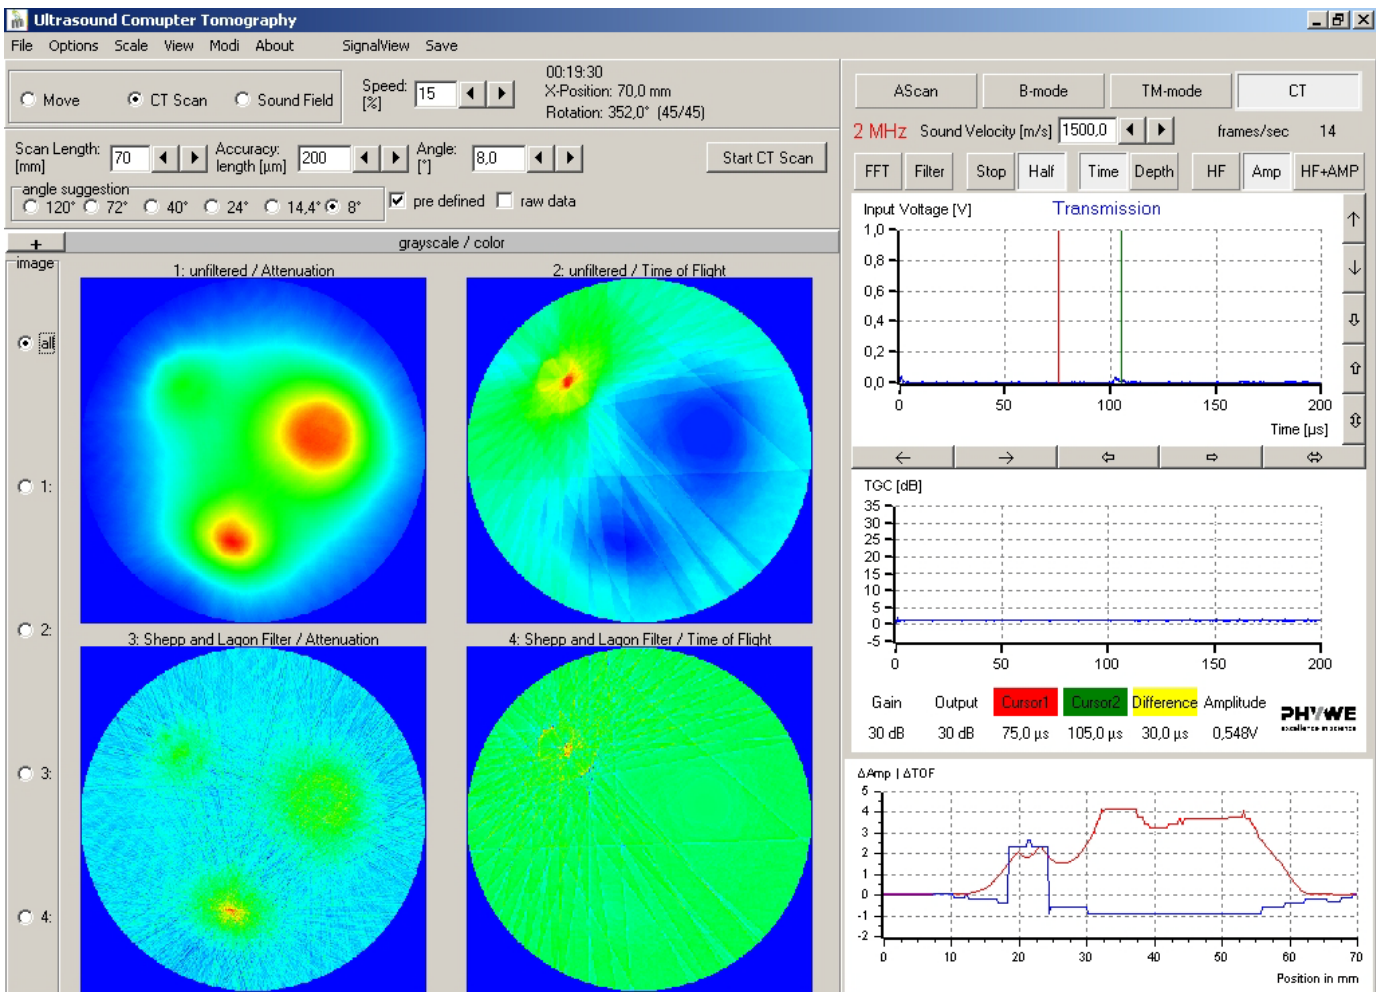 Ultrasound Comupter Tomography
File Options Scale View Modi About SignalView Save
Move CT Scan Sound Field
Speed: [%] 15
00:19:30
X-Position: 70,0 mm
Rotation: 352,0° (45/45)
Scan Length: [mm] 70 Accuracy: length [µm] 200 Angle: [°] 8,0 Start CT Scan
angle suggestion
120° 72° 40° 24° 14,4° 8° pre defined raw data
+ grayscale / color
image
all
1:
2:
3:
4:
1: unfiltered / Attenuation
2: unfiltered / Time of Flight
3: Shepp and Lagon Filter / Attenuation
4: Shepp and Lagon Filter / Time of Flight
AScan B-mode TM-mode CT
2 MHz Sound Velocity [m/s] 1500,0 frames/sec 14
FFT Filter Stop Half Time Depth HF Amp HF+AMP
Input Voltage [V] Transmission
1,0
0,8
0,6
0,4
0,2
0,0
0 50 100 150 200
Time [µs]
TGC [dB]
35
30
25
20
15
10
5
0
-5
0 50 100 150 200
Gain Output Cursor1 Cursor2 Difference Amplitude
30 dB 30 dB 75,0 µs 105,0 µs 30,0 µs 0,548V
PHYWE
excellence in science
ΔAmp | ΔTOF
5
4
3
2
1
0
-1
-2
0 10 20 30 40 50 60 70
Position in mm